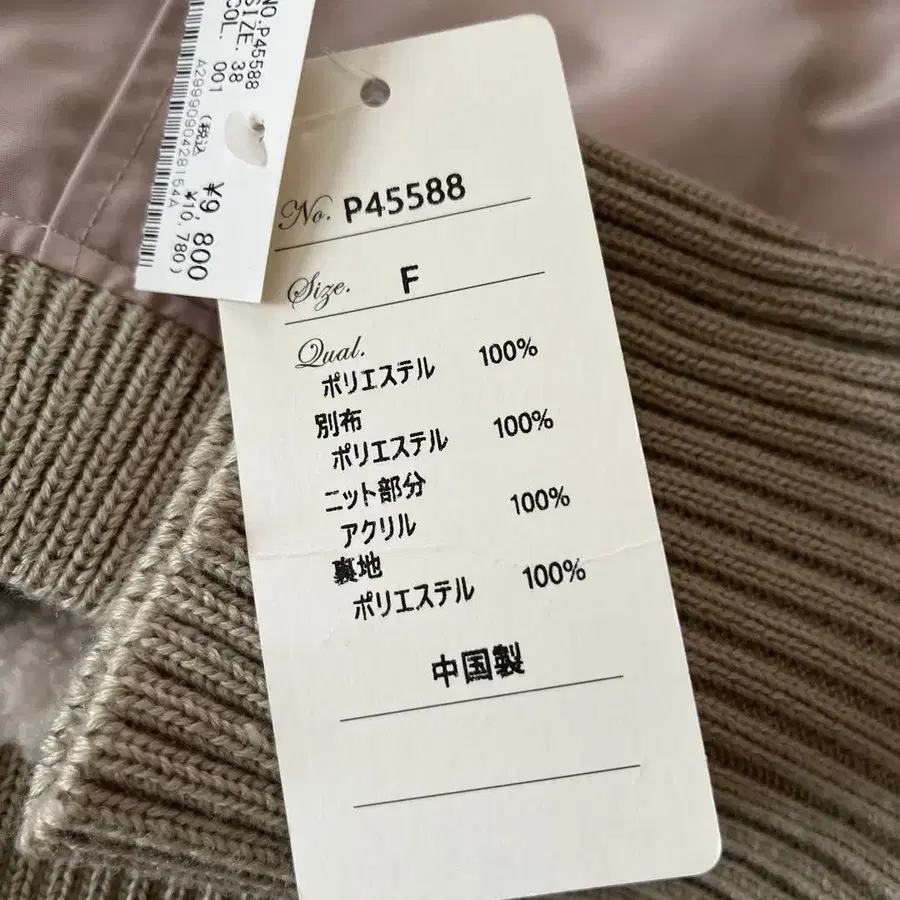 NO.P45588
SIZE. 38
COL. 001
A2999090428154A
¥9,800
(税込 ¥10,780)
No. P45588
Size. F
Qual.
ポリエステル 100%
別布
ポリエステル 100%
ニット部分
アクリル 100%
裏地
ポリエステル 100%
中国製